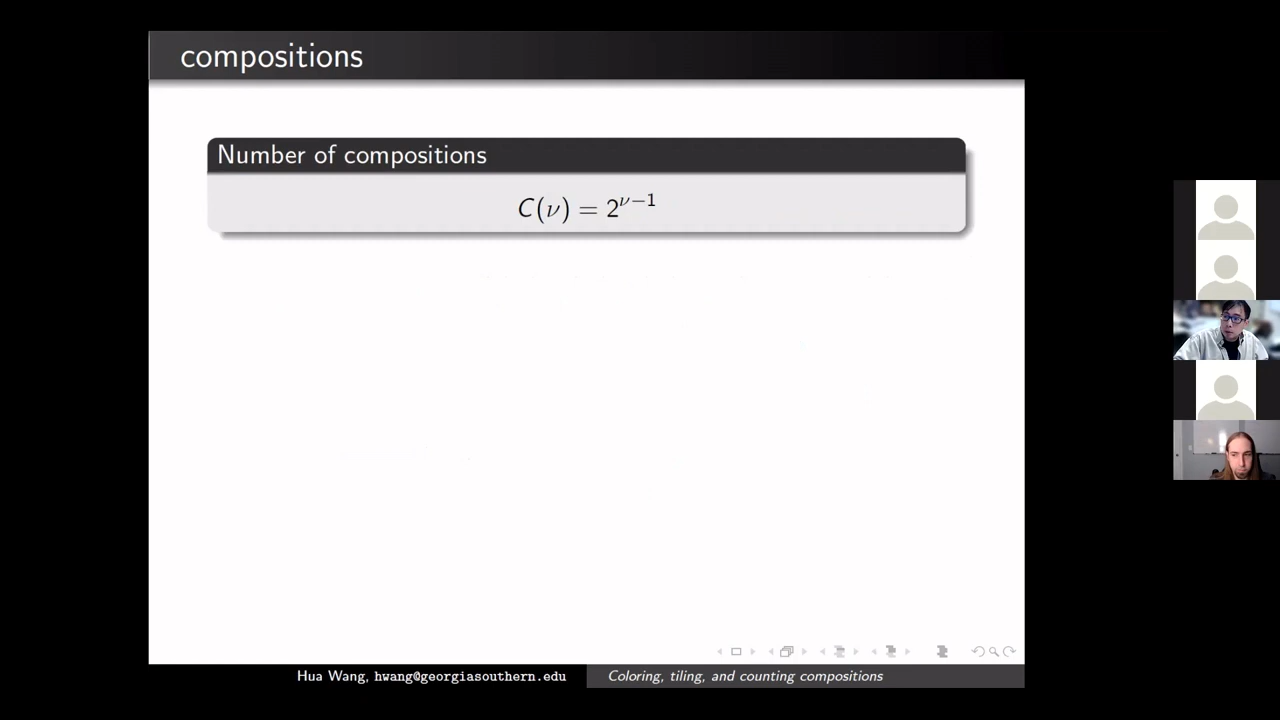 compositions
Number of compositions
C(ν) = 2^{ν−1}
Hua Wang, hwang@georgiasouthern.edu
Coloring, tiling, and counting compositions